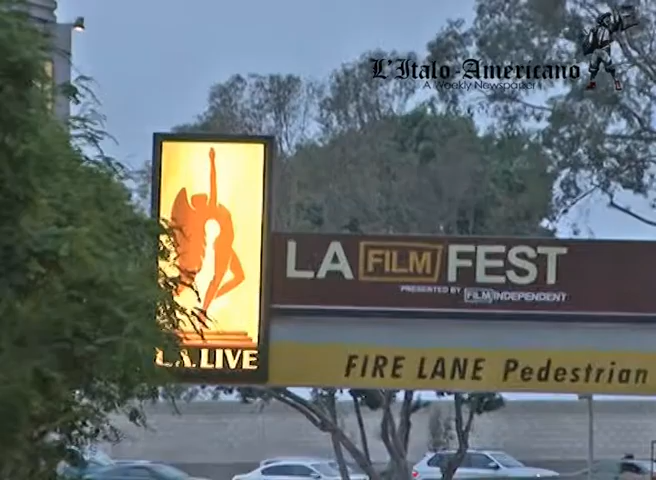 L'Italo-Americano
A Weekly Newspaper
LA FILM FEST
PRESENTED BY FILM INDEPENDENT
L.A. LIVE
FIRE LANE Pedestrian